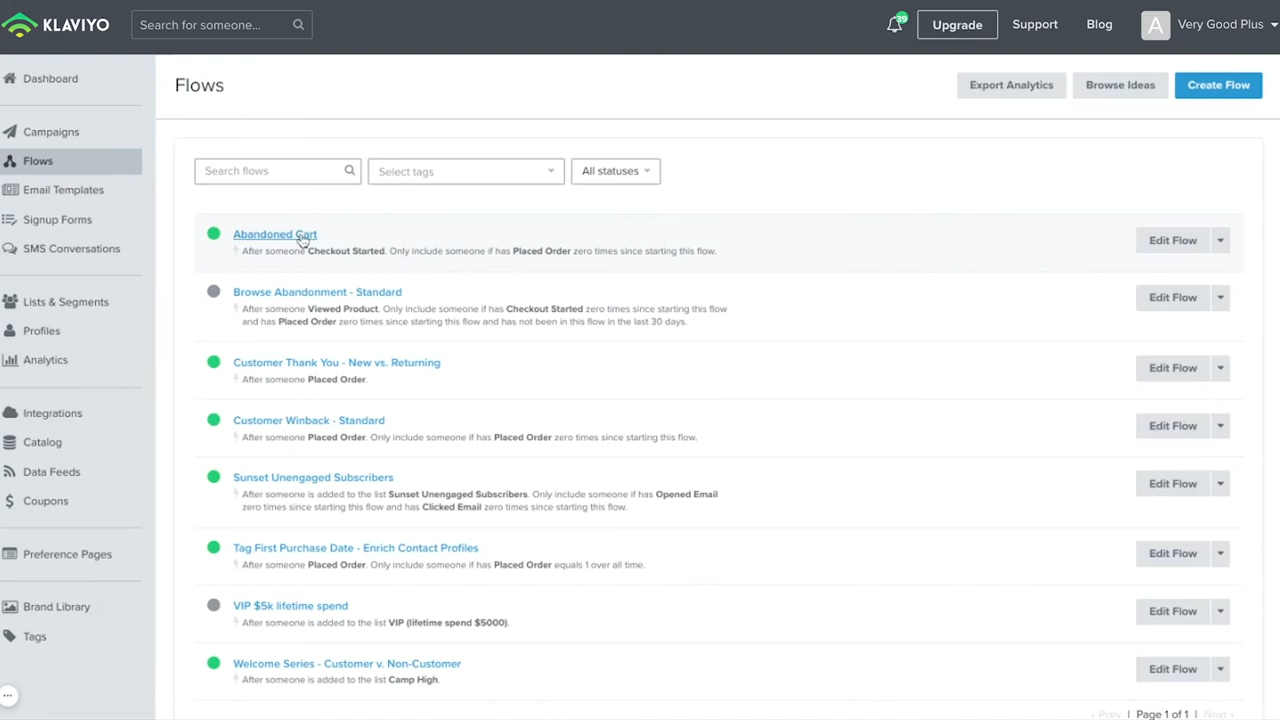 KLAVIYO
Search for someone...
39
Upgrade
Support
Blog
A
Very Good Plus
Dashboard
Campaigns
Flows
Email Templates
Signup Forms
SMS Conversations
Lists & Segments
Profiles
Analytics
Integrations
Catalog
Data Feeds
Coupons
Preference Pages
Brand Library
Tags
...
Flows
Export Analytics
Browse Ideas
Create Flow
Search flows
Select tags
All statuses
Abandoned Cart
After someone Checkout Started. Only include someone if has Placed Order zero times since starting this flow.
Edit Flow
Browse Abandonment - Standard
After someone Viewed Product. Only include someone if has Checkout Started zero times since starting this flow
and has Placed Order zero times since starting this flow and has not been in this flow in the last 30 days.
Edit Flow
Customer Thank You - New vs. Returning
After someone Placed Order.
Edit Flow
Customer Winback - Standard
After someone Placed Order. Only include someone if has Placed Order zero times since starting this flow.
Edit Flow
Sunset Unengaged Subscribers
After someone is added to the list Sunset Unengaged Subscribers. Only include someone if has Opened Email
zero times since starting this flow and has Clicked Email zero times since starting this flow.
Edit Flow
Tag First Purchase Date - Enrich Contact Profiles
After someone Placed Order. Only include someone if has Placed Order equals 1 over all time.
Edit Flow
VIP $5k lifetime spend
After someone is added to the list VIP (lifetime spend $5000).
Edit Flow
Welcome Series - Customer v. Non-Customer
After someone is added to the list Camp High.
Edit Flow
« Prev | Page 1 of 1 | Next »